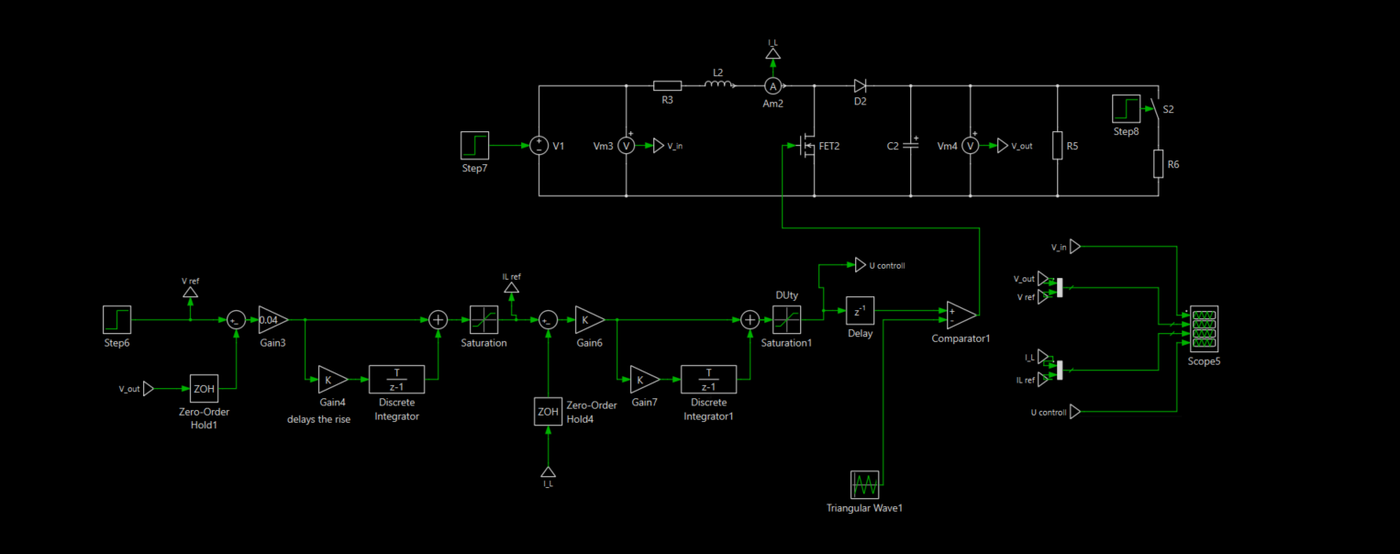 I_L
L2
R3
A
Am2
D2
S2
Step8
Step7
+
−
V1
Vm3
+
V
V_in
FET2
C2
+
Vm4
+
V
V_out
R5
R6
V_in
V ref
IL ref
U controll
V_out
V ref
DUty
Step6
+
-
0.04
Gain3
+
Saturation
+
-
K
Gain6
+
Saturation1
z-1
Delay
+
-
Comparator1
I_L
IL ref
Scope5
V_out
ZOH
Zero-Order
Hold1
K
Gain4
delays the rise
T
z-1
Discrete
Integrator
ZOH
Zero-Order
Hold4
K
Gain7
T
z-1
Discrete
Integrator1
U controll
I_L
Triangular Wave1